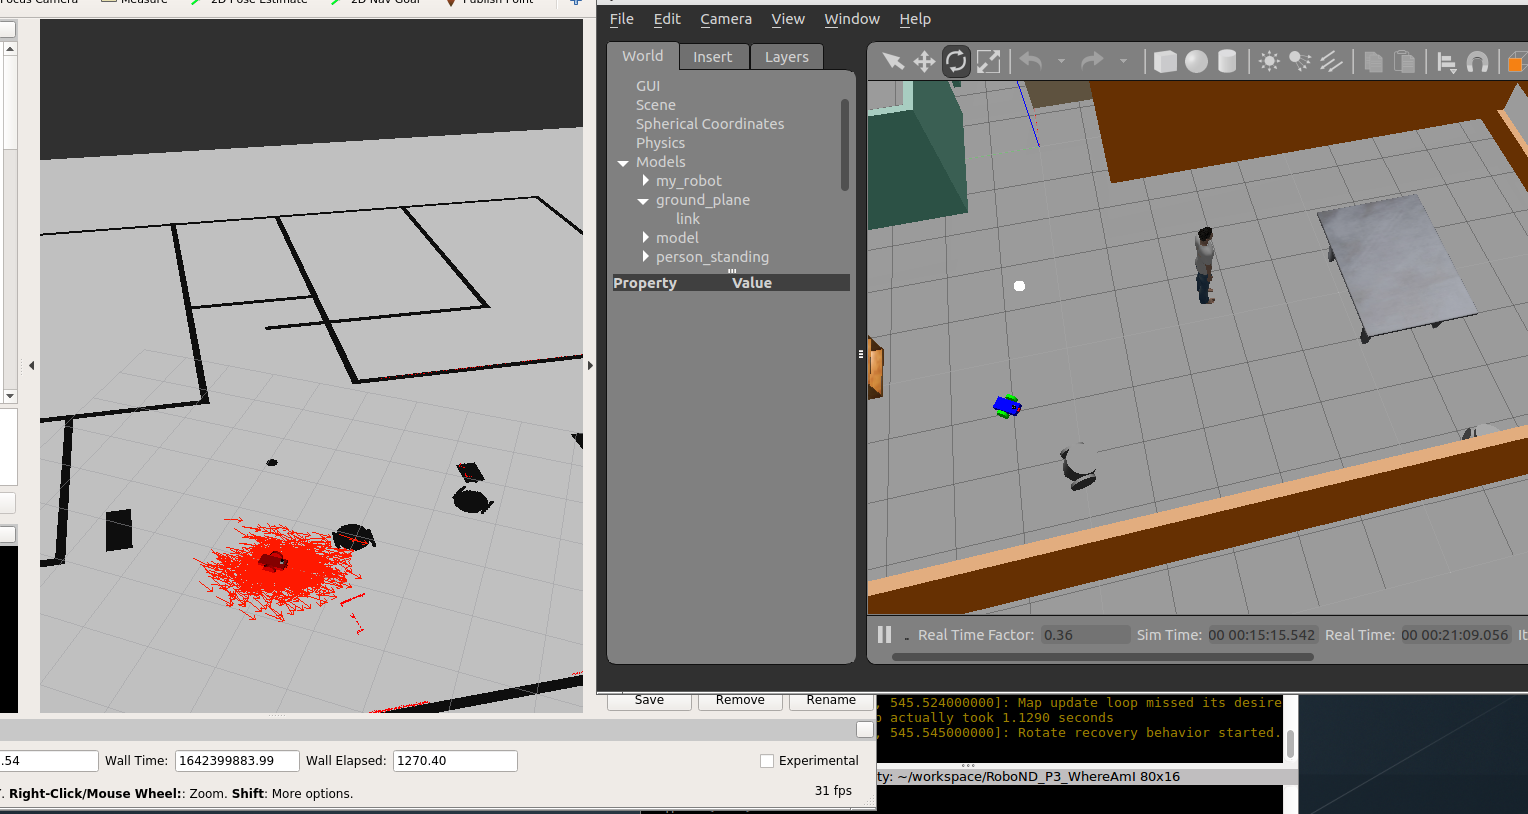 Focus Camera Measure 2D Pose Estimate 2D Nav Goal Publish Point
File Edit Camera View Window Help
World Insert Layers
GUI
Scene
Spherical Coordinates
Physics
Models
my_robot
ground_plane
link
model
person_standing
Property Value
Real Time Factor: 0.36 Sim Time: 00 00:15:15.542 Real Time: 00 00:21:09.056 It
Save Remove Rename
, 545.524000000]: Map update loop missed its desire
actually took 1.1290 seconds
, 545.545000000]: Rotate recovery behavior started.
ty: ~/workspace/RoboND_P3_WhereAmI 80x16
.54 Wall Time: 1642399883.99 Wall Elapsed: 1270.40 Experimental
. Right-Click/Mouse Wheel:: Zoom. Shift: More options. 31 fps